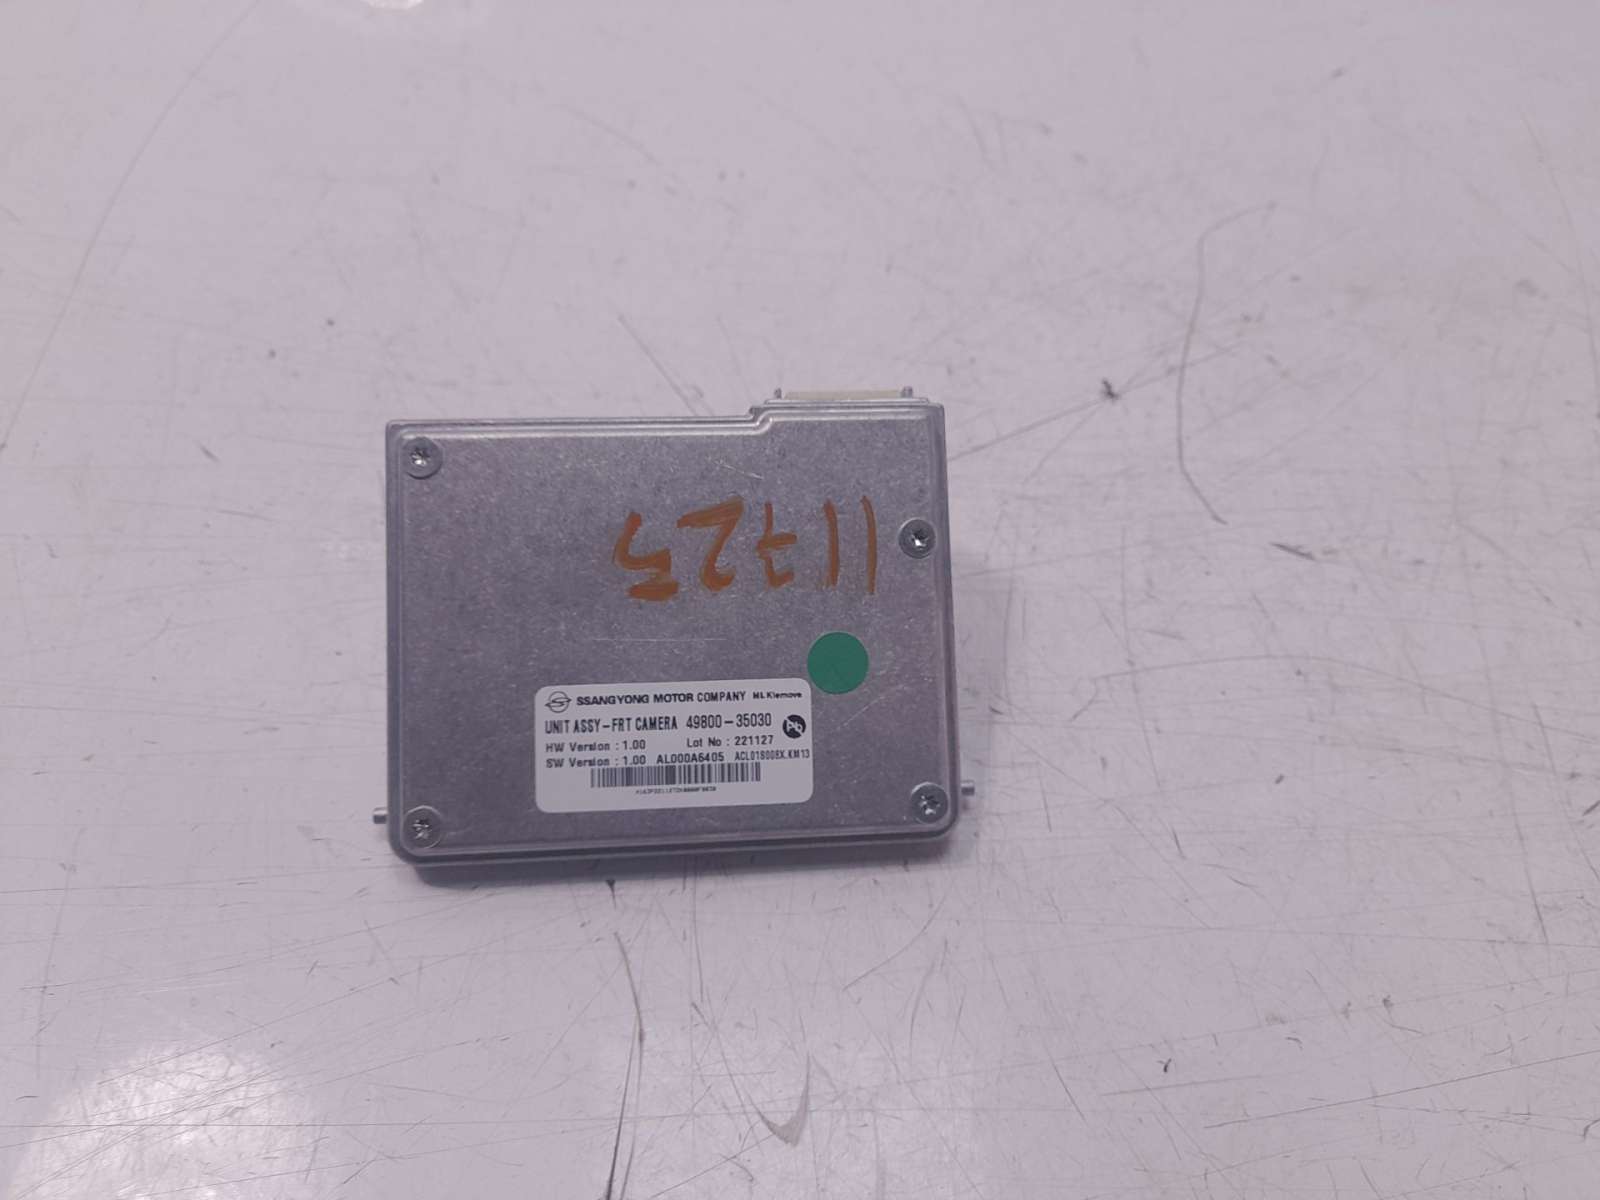 11725
SSANGYONG MOTOR COMPANY HL Klemove
UNIT ASSY-FRT CAMERA 49800-35030
HW Version : 1.00 Lot No : 221127
SW Version : 1.00 AL000A6405 ACL01S008X.KM13